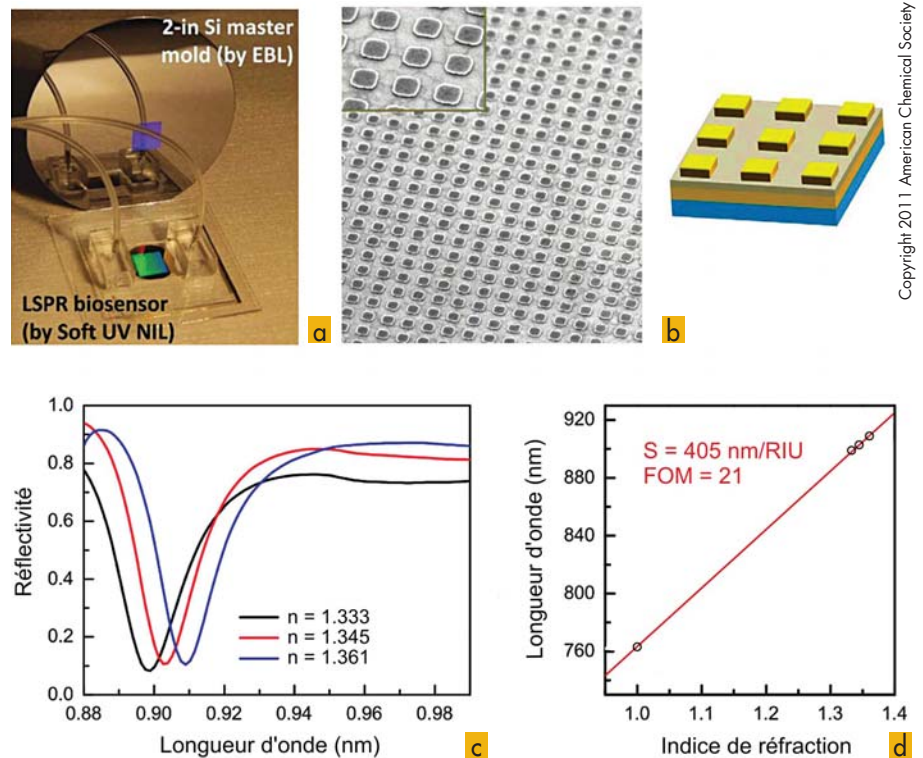 2-in Si master
mold (by EBL)
LSPR biosensor
(by Soft UV NIL)
a
b
Copyright 2011 American Chemical Society
1.0
0.8
0.6
0.4
0.2
0.0
Réflectivité
n = 1.333
n = 1.345
n = 1.361
0.88 0.90 0.92 0.94 0.96 0.98
Longueur d'onde (nm)
c
920
880
840
800
760
Longueur d'onde (nm)
S = 405 nm/RIU
FOM = 21
1.0 1.1 1.2 1.3 1.4
Indice de réfraction
d